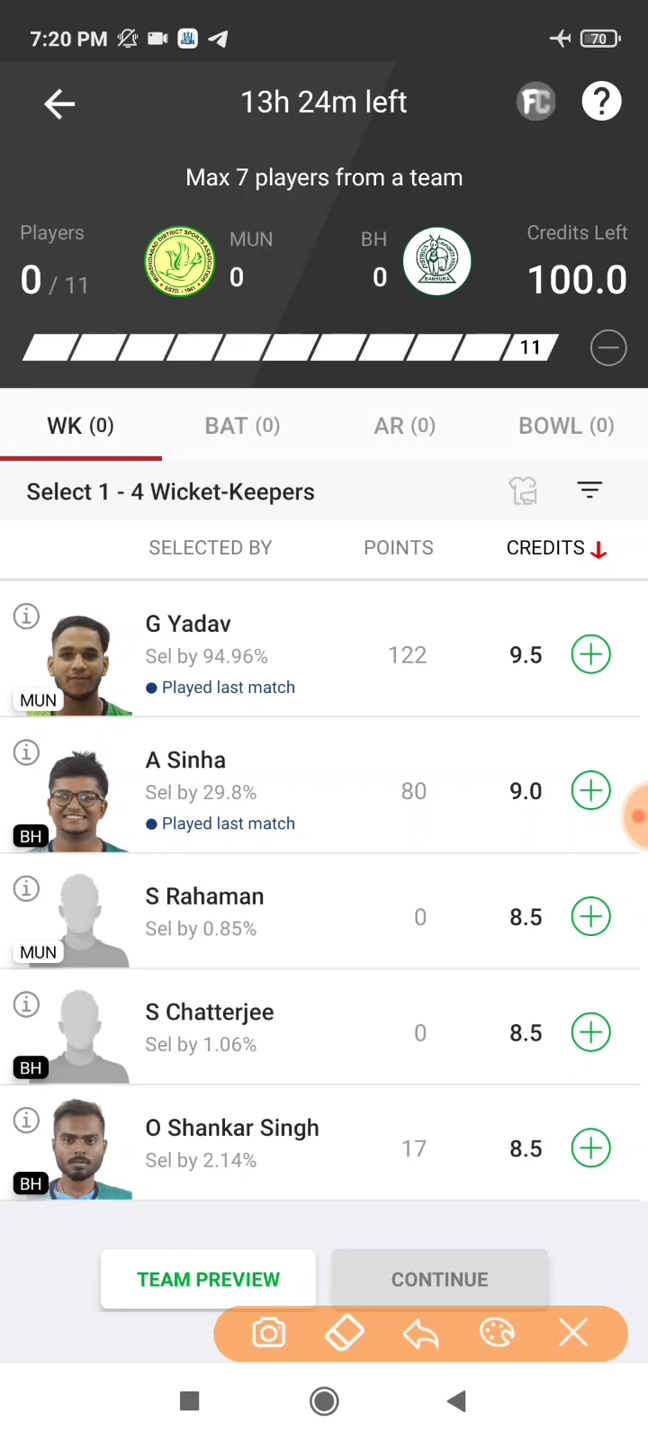 7:20 PM
70
13h 24m left
FC
?
Max 7 players from a team
Players
MUN
BH
Credits Left
0 / 11
0
0
100.0
11
WK (0)
BAT (0)
AR (0)
BOWL (0)
Select 1 - 4 Wicket-Keepers
SELECTED BY
POINTS
CREDITS
G Yadav
Sel by 94.96%
122
9.5
Played last match
MUN
A Sinha
Sel by 29.8%
80
9.0
Played last match
BH
S Rahaman
Sel by 0.85%
0
8.5
MUN
S Chatterjee
Sel by 1.06%
0
8.5
BH
O Shankar Singh
Sel by 2.14%
17
8.5
BH
TEAM PREVIEW
CONTINUE